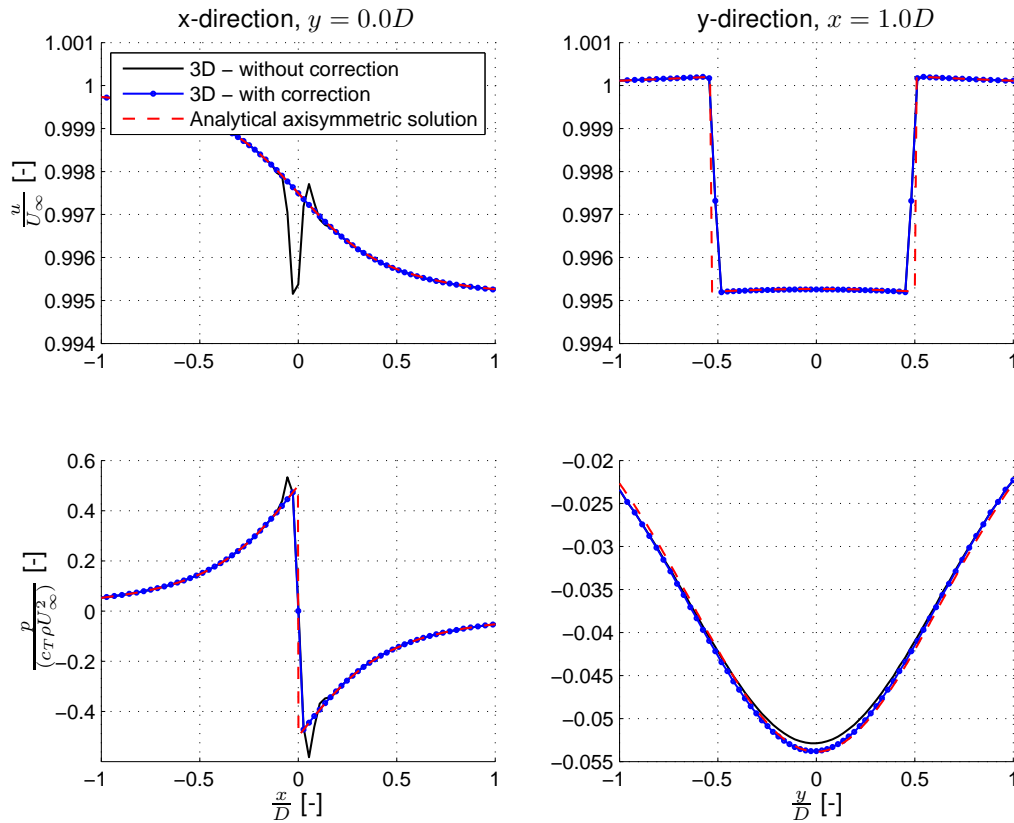 x-direction, y = 0.0D
1.001
1
0.999
0.998
0.997
0.996
0.995
0.994
u/U∞ [-]
3D – without correction
3D – with correction
Analytical axisymmetric solution
−1 −0.5 0 0.5 1
y-direction, x = 1.0D
1.001
1
0.999
0.998
0.997
0.996
0.995
0.994
−1 −0.5 0 0.5 1
0.6
0.4
0.2
0
−0.2
−0.4
p/(c_T ρU∞²) [-]
−1 −0.5 0 0.5 1
x/D [-]
−0.02
−0.025
−0.03
−0.035
−0.04
−0.045
−0.05
−0.055
−1 −0.5 0 0.5 1
y/D [-]